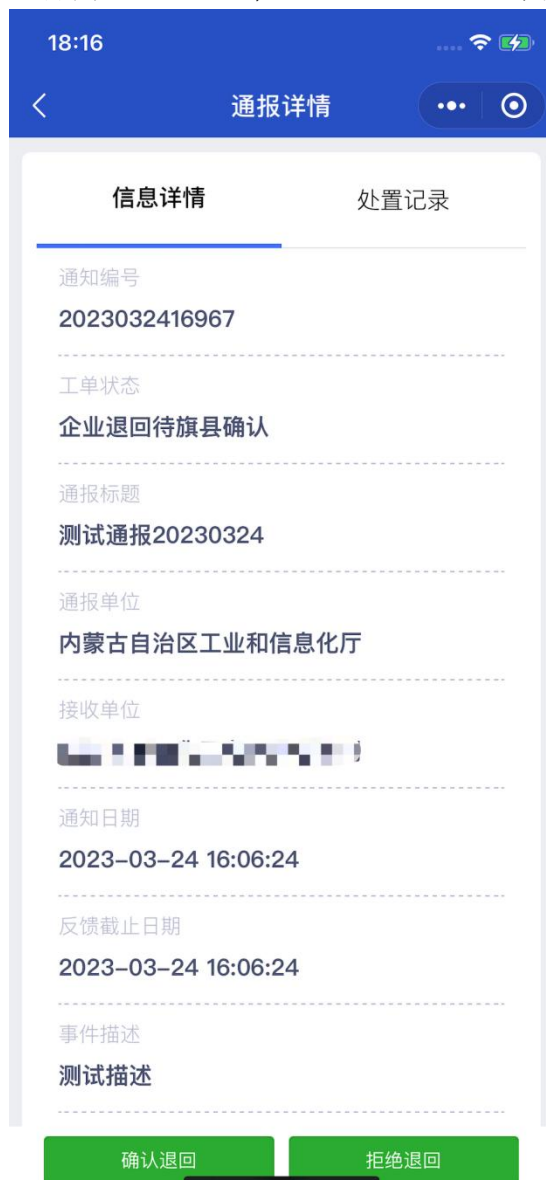 18:16
通报详情
信息详情
处置记录
通知编号
2023032416967
工单状态
企业退回待旗县确认
通报标题
测试通报20230324
通报单位
内蒙古自治区工业和信息化厅
接收单位
通知日期
2023-03-24 16:06:24
反馈截止日期
2023-03-24 16:06:24
事件描述
测试描述
确认退回
拒绝退回